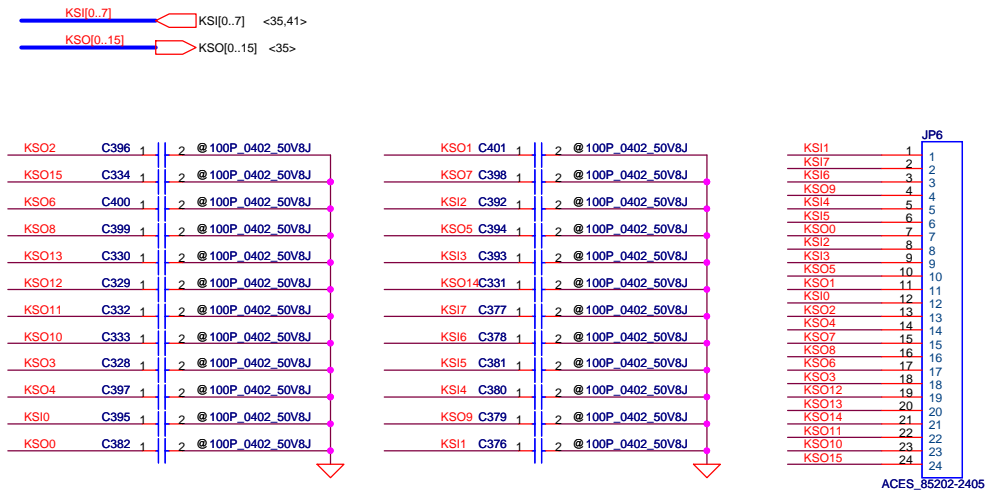 KSI[0..7] KSI[0..7] <35,41>
KSO[0..15] KSO[0..15] <35>
KSO2 C396 1 2 @100P_0402_50V8J
KSO15 C334 1 2 @100P_0402_50V8J
KSO6 C400 1 2 @100P_0402_50V8J
KSO8 C399 1 2 @100P_0402_50V8J
KSO13 C330 1 2 @100P_0402_50V8J
KSO12 C329 1 2 @100P_0402_50V8J
KSO11 C332 1 2 @100P_0402_50V8J
KSO10 C333 1 2 @100P_0402_50V8J
KSO3 C328 1 2 @100P_0402_50V8J
KSO4 C397 1 2 @100P_0402_50V8J
KSI0 C395 1 2 @100P_0402_50V8J
KSO0 C382 1 2 @100P_0402_50V8J
KSO1 C401 1 2 @100P_0402_50V8J
KSO7 C398 1 2 @100P_0402_50V8J
KSI2 C392 1 2 @100P_0402_50V8J
KSO5 C394 1 2 @100P_0402_50V8J
KSI3 C393 1 2 @100P_0402_50V8J
KSO14 C331 1 2 @100P_0402_50V8J
KSI7 C377 1 2 @100P_0402_50V8J
KSI6 C378 1 2 @100P_0402_50V8J
KSI5 C381 1 2 @100P_0402_50V8J
KSI4 C380 1 2 @100P_0402_50V8J
KSO9 C379 1 2 @100P_0402_50V8J
KSI1 C376 1 2 @100P_0402_50V8J
JP6
KSI1 1 1
KSI7 2 2
KSI6 3 3
KSO9 4 4
KSI4 5 5
KSI5 6 6
KSO0 7 7
KSI2 8 8
KSI3 9 9
KSO5 10 10
KSO1 11 11
KSI0 12 12
KSO2 13 13
KSO4 14 14
KSO7 15 15
KSO8 16 16
KSO6 17 17
KSO3 18 18
KSO12 19 19
KSO13 20 20
KSO14 21 21
KSO11 22 22
KSO10 23 23
KSO15 24 24
ACES_85202-2405